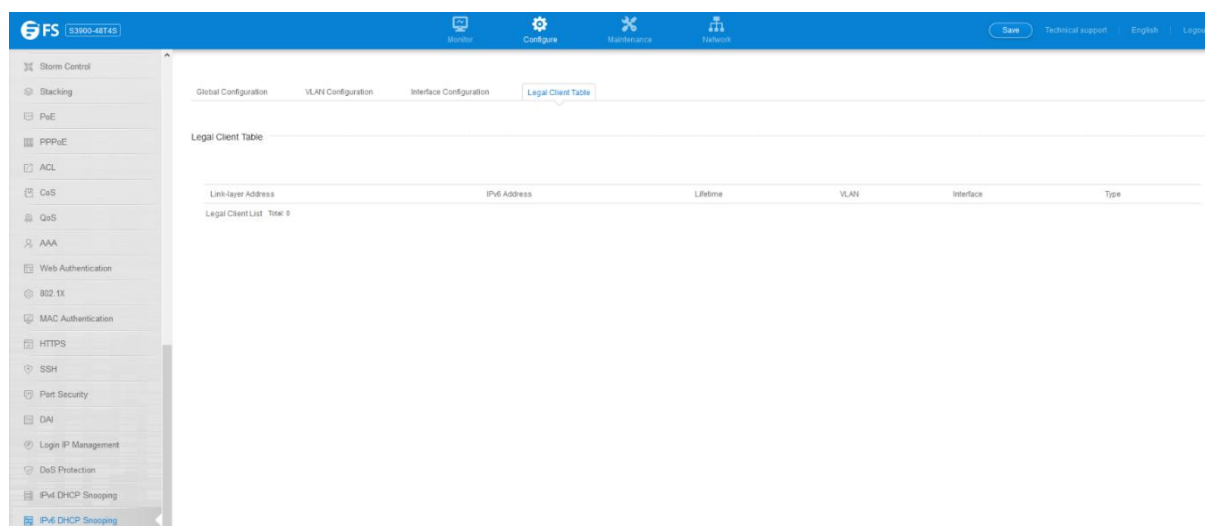 FS S3900-48T4S Monitor Configure Maintenance Network Save Technical support | English | Logou
Storm Control
Stacking
PoE
PPPoE
ACL
CoS
QoS
AAA
Web Authentication
802.1X
MAC Authentication
HTTPS
SSH
Port Security
DAI
Login IP Management
DoS Protection
IPv4 DHCP Snooping
IPv6 DHCP Snooping
Global Configuration VLAN Configuration Interface Configuration Legal Client Table
Legal Client Table
Link-layer Address IPv6 Address Lifetime VLAN Interface Type
Legal Client List Total 0